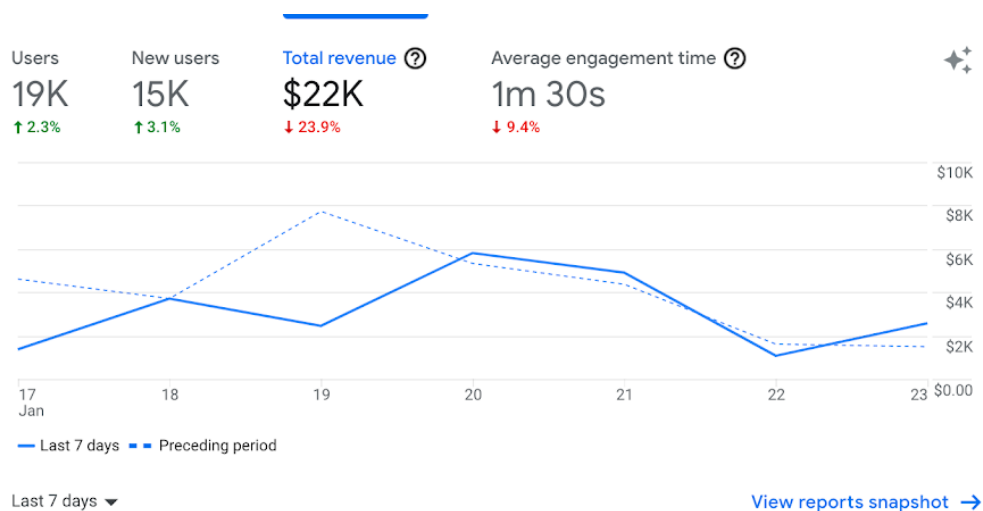 Users
19K
↑ 2.3%
New users
15K
↑ 3.1%
Total revenue
$22K
↓ 23.9%
Average engagement time
1m 30s
↓ 9.4%
$10K
$8K
$6K
$4K
$2K
$0.00
17 18 19 20 21 22 23
Jan
Last 7 days Preceding period
Last 7 days
View reports snapshot →